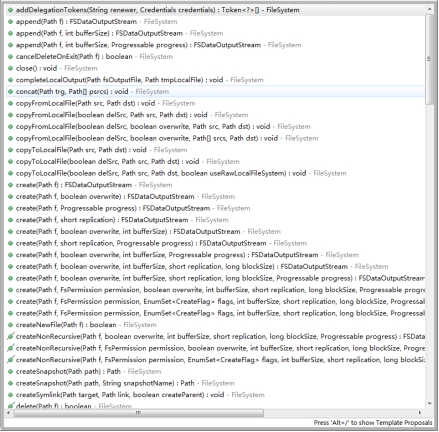 addDelegationTokens(String renewer, Credentials credentials) : Token<?>[] - FileSystem
append(Path f) : FSDataOutputStream - FileSystem
append(Path f, int bufferSize) : FSDataOutputStream - FileSystem
append(Path f, int bufferSize, Progressable progress) : FSDataOutputStream - FileSystem
cancelDeleteOnExit(Path f) : boolean - FileSystem
close() : void - FileSystem
completeLocalOutput(Path fsOutputFile, Path tmpLocalFile) : void - FileSystem
concat(Path trg, Path[] psrcs) : void - FileSystem
copyFromLocalFile(Path src, Path dst) : void - FileSystem
copyFromLocalFile(boolean delSrc, Path src, Path dst) : void - FileSystem
copyFromLocalFile(boolean delSrc, boolean overwrite, Path src, Path dst) : void - FileSystem
copyFromLocalFile(boolean delSrc, boolean overwrite, Path[] srcs, Path dst) : void - FileSystem
copyToLocalFile(Path src, Path dst) : void - FileSystem
copyToLocalFile(boolean delSrc, Path src, Path dst) : void - FileSystem
copyToLocalFile(boolean delSrc, Path src, Path dst, boolean useRawLocalFileSystem) : void - FileSystem
create(Path f) : FSDataOutputStream - FileSystem
create(Path f, boolean overwrite) : FSDataOutputStream - FileSystem
create(Path f, Progressable progress) : FSDataOutputStream - FileSystem
create(Path f, short replication) : FSDataOutputStream - FileSystem
create(Path f, boolean overwrite, int bufferSize) : FSDataOutputStream - FileSystem
create(Path f, short replication, Progressable progress) : FSDataOutputStream - FileSystem
create(Path f, boolean overwrite, int bufferSize, Progressable progress) : FSDataOutputStream - FileSystem
create(Path f, boolean overwrite, int bufferSize, short replication, long blockSize) : FSDataOutputStream - FileSystem
create(Path f, boolean overwrite, int bufferSize, short replication, long blockSize, Progressable progress) : FSDataOutputStream
create(Path f, FsPermission permission, boolean overwrite, int bufferSize, short replication, long blockSize, Progressable progre
create(Path f, FsPermission permission, EnumSet<CreateFlag> flags, int bufferSize, short replication, long blockSize, Progressabl
create(Path f, FsPermission permission, EnumSet<CreateFlag> flags, int bufferSize, short replication, long blockSize, Progressabl
createNewFile(Path f) : boolean - FileSystem
createNonRecursive(Path f, boolean overwrite, int bufferSize, short replication, long blockSize, Progressable progress) : FSData
createNonRecursive(Path f, FsPermission permission, boolean overwrite, int bufferSize, short replication, long blockSize, Progres
createNonRecursive(Path f, FsPermission permission, EnumSet<CreateFlag> flags, int bufferSize, short replication, long blockSi:
createSnapshot(Path path) : Path - FileSystem
createSnapshot(Path path, String snapshotName) : Path - FileSystem
createSymlink(Path target, Path link, boolean createParent) : void - FileSystem
delete(Path f) : boolean - FileSystem
Press 'Alt+/' to show Template Proposals